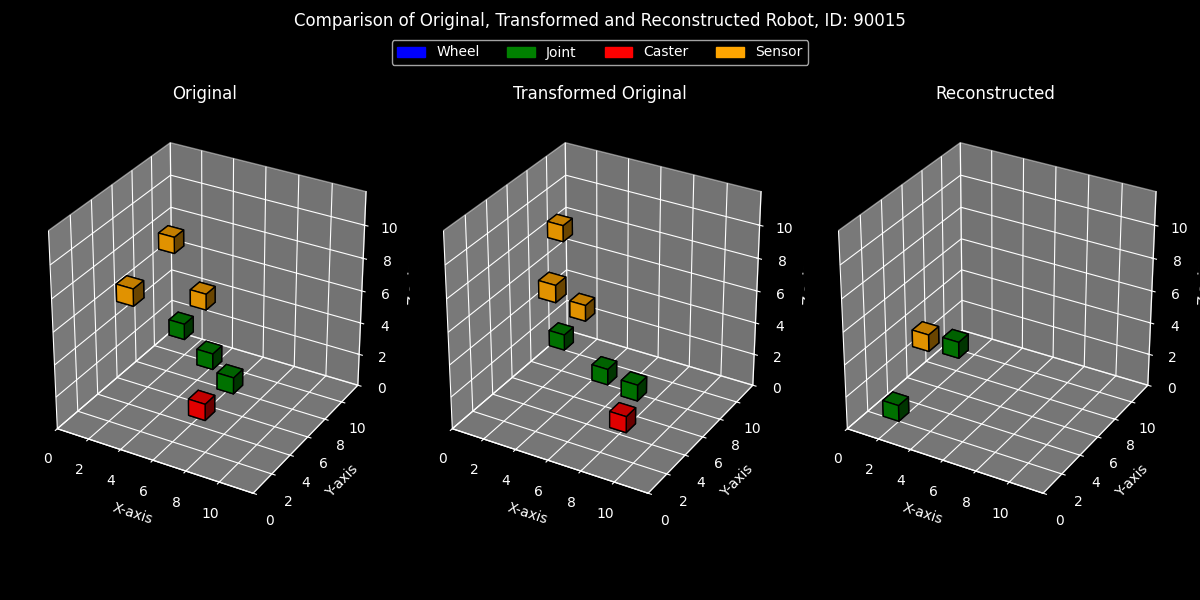 Comparison of Original, Transformed and Reconstructed Robot, ID: 90015
Wheel Joint Caster Sensor
Original Transformed Original Reconstructed
10 10 10
8 8 8
6 6 6
4 4 4
2 2 2
0 0 0
10 10 10
8 8 8
6 6 6
4 4 4
2 2 2
0 0 0
0 2 4 6 8 10 0 2 4 6 8 10 0 2 4 6 8 10
X-axis Y-axis X-axis Y-axis X-axis Y-axis